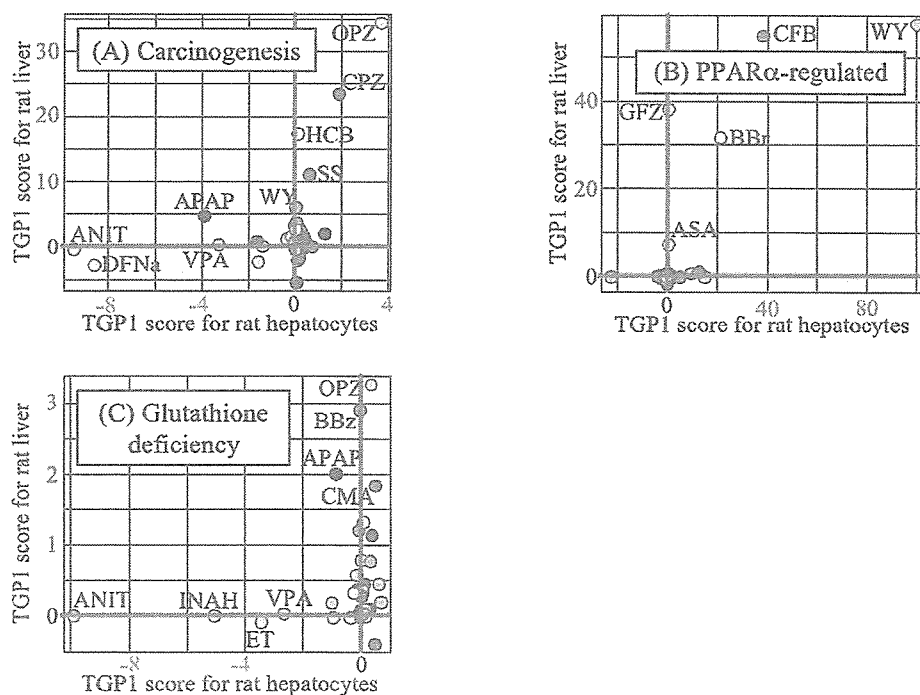 (A) Carcinogenesis
TGP1 score for rat liver
30
20
10
0
OPZ
CPZ
HCB
SS
WY
APAP
ANIT
DFNa
VPA
-8
-4
0
4
TGP1 score for rat hepatocytes
(B) PPARα-regulated
TGP1 score for rat liver
40
20
0
CFB
WY
GFZ
BBr
ASA
0
40
80
TGP1 score for rat hepatocytes
(C) Glutathione
deficiency
TGP1 score for rat liver
3
2
1
0
OPZ
BBz
APAP
CMA
ANIT
INAH
VPA
ET
-8
-4
0
TGP1 score for rat hepatocytes